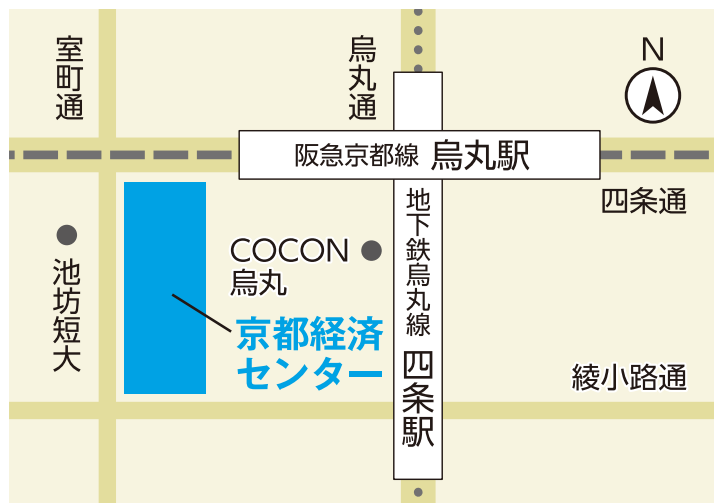 室町通
烏丸通
N
阪急京都線 烏丸駅
四条通
地下鉄烏丸線 四条駅
COCON
烏丸
池坊短大
京都経済
センター
綾小路通